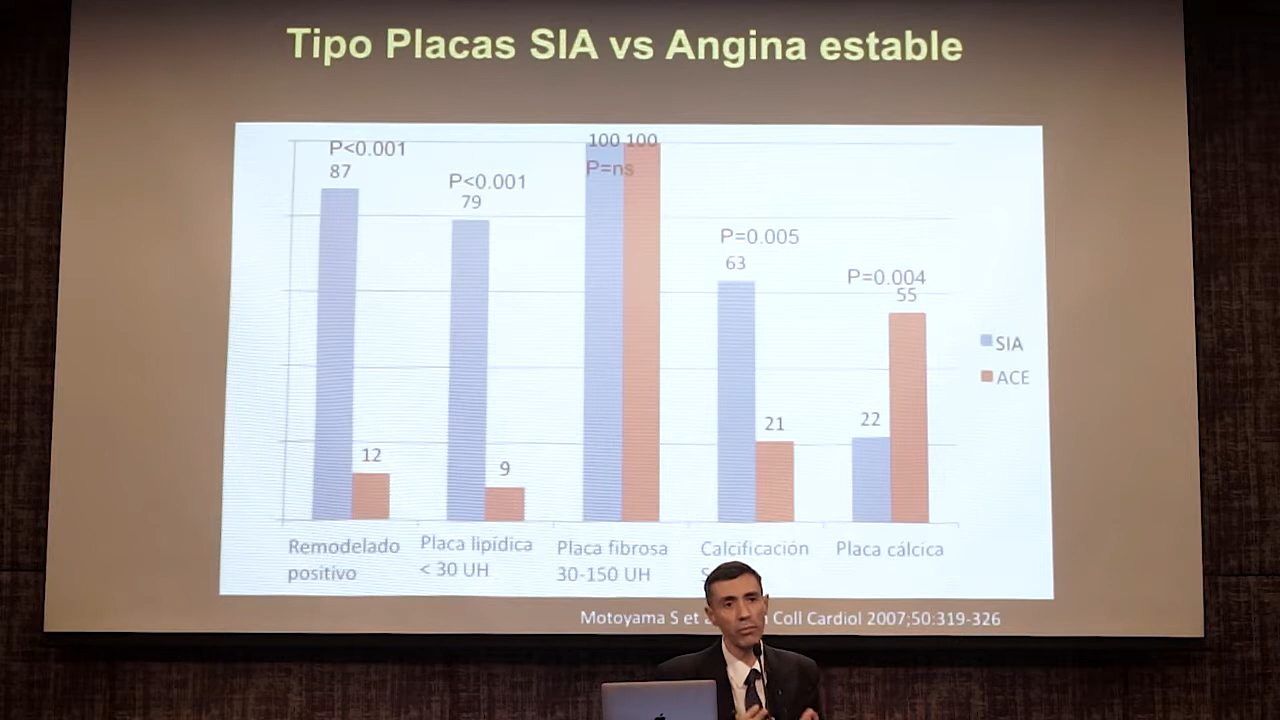 Tipo Placas SIA vs Angina estable
P<0.001
87
12
P<0.001
79
9
100 100
P=ns
P=0.005
63
21
P=0.004
55
22
SIA
ACE
Remodelado
positivo
Placa lipídica
< 30 UH
Placa fibrosa
30-150 UH
Calcificación
Placa cálcica
Motoyama S et Coll Cardiol 2007;50:319-326